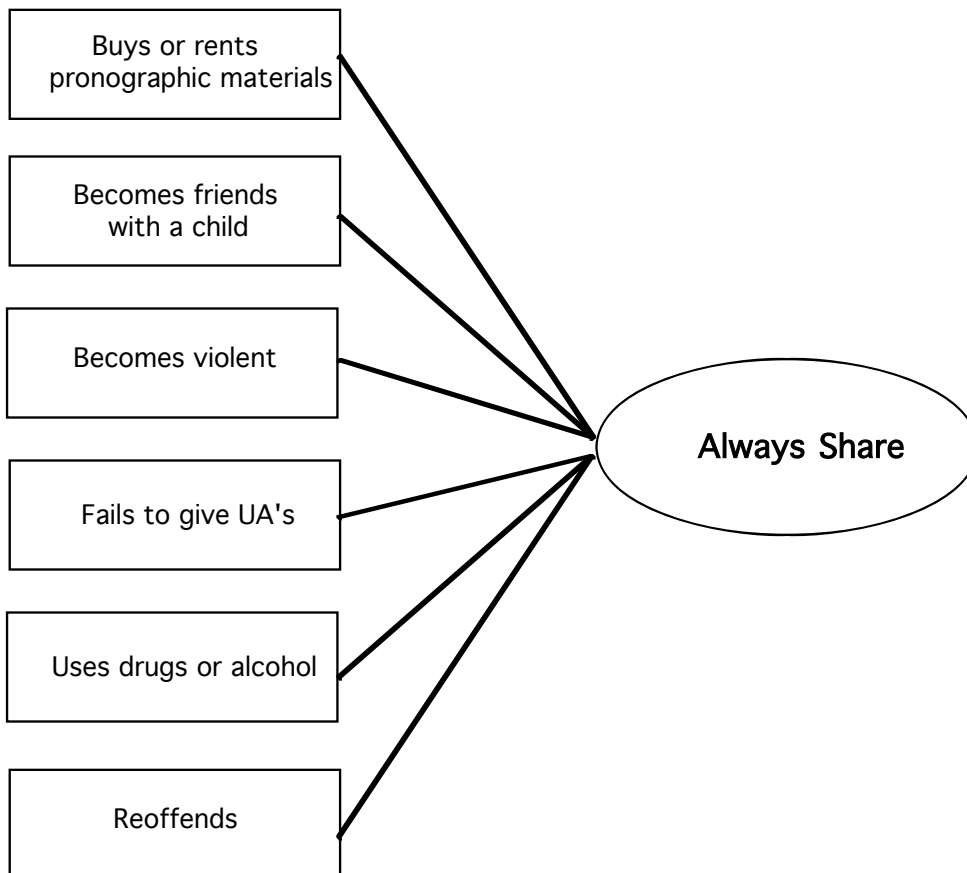 Buys or rents
pronographic materials
Becomes friends
with a child
Becomes violent
Always Share
Fails to give UA's
Uses drugs or alcohol
Reoffends